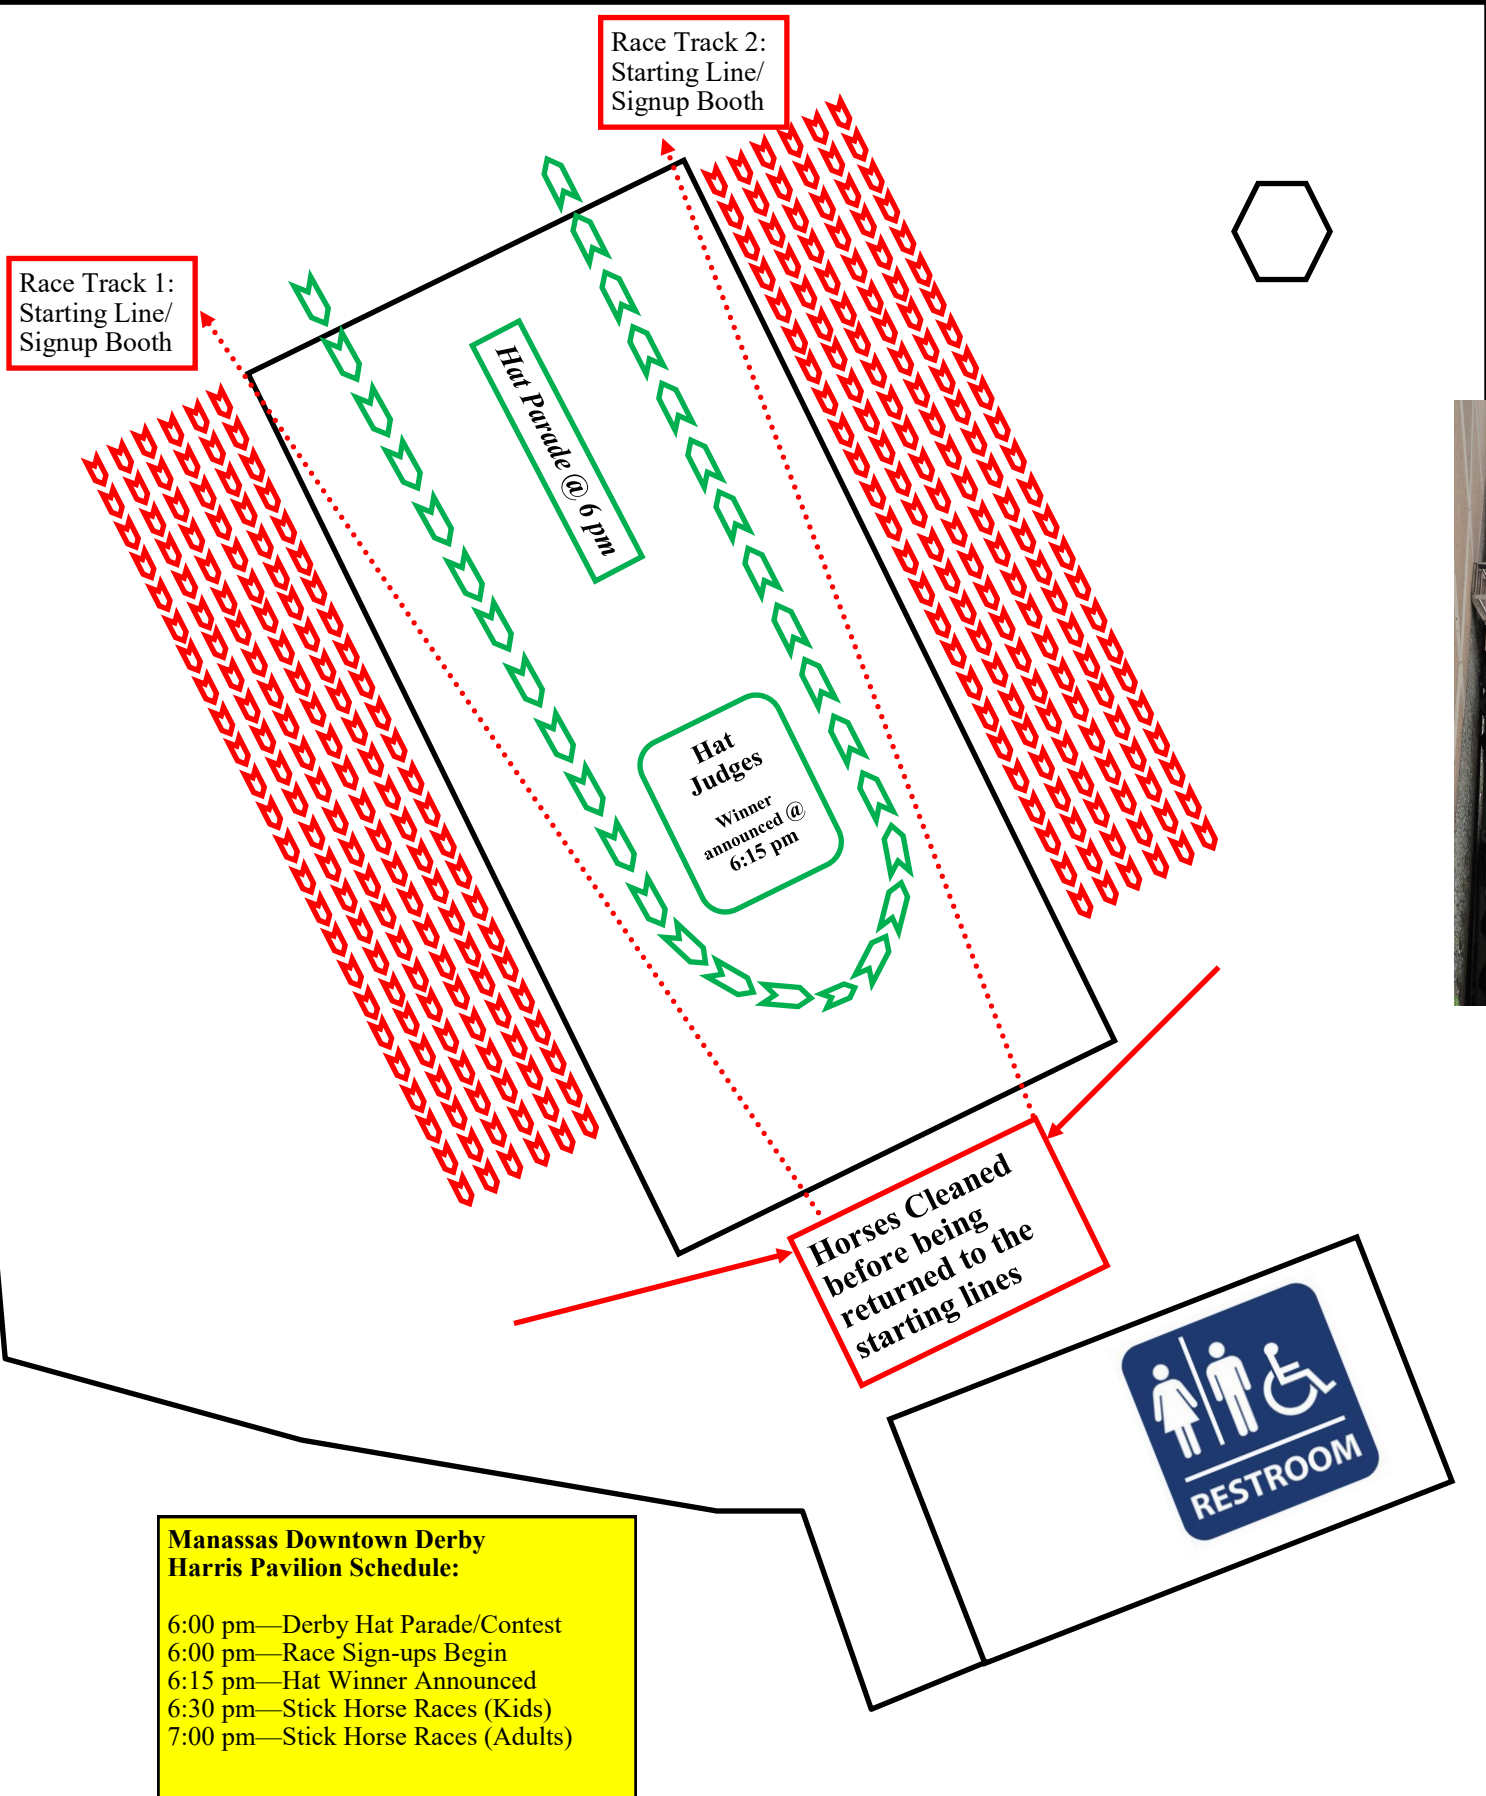 Race Track 2:
Starting Line/
Signup Booth
Race Track 1:
Starting Line/
Signup Booth
Hat Parade @ 6 pm
Hat
Judges
Winner
announced @
6:15 pm
Horses Cleaned
before being
returned to the
starting lines
RESTROOM
Manassas Downtown Derby
Harris Pavilion Schedule:
6:00 pm—Derby Hat Parade/Contest
6:00 pm—Race Sign-ups Begin
6:15 pm—Hat Winner Announced
6:30 pm—Stick Horse Races (Kids)
7:00 pm—Stick Horse Races (Adults)